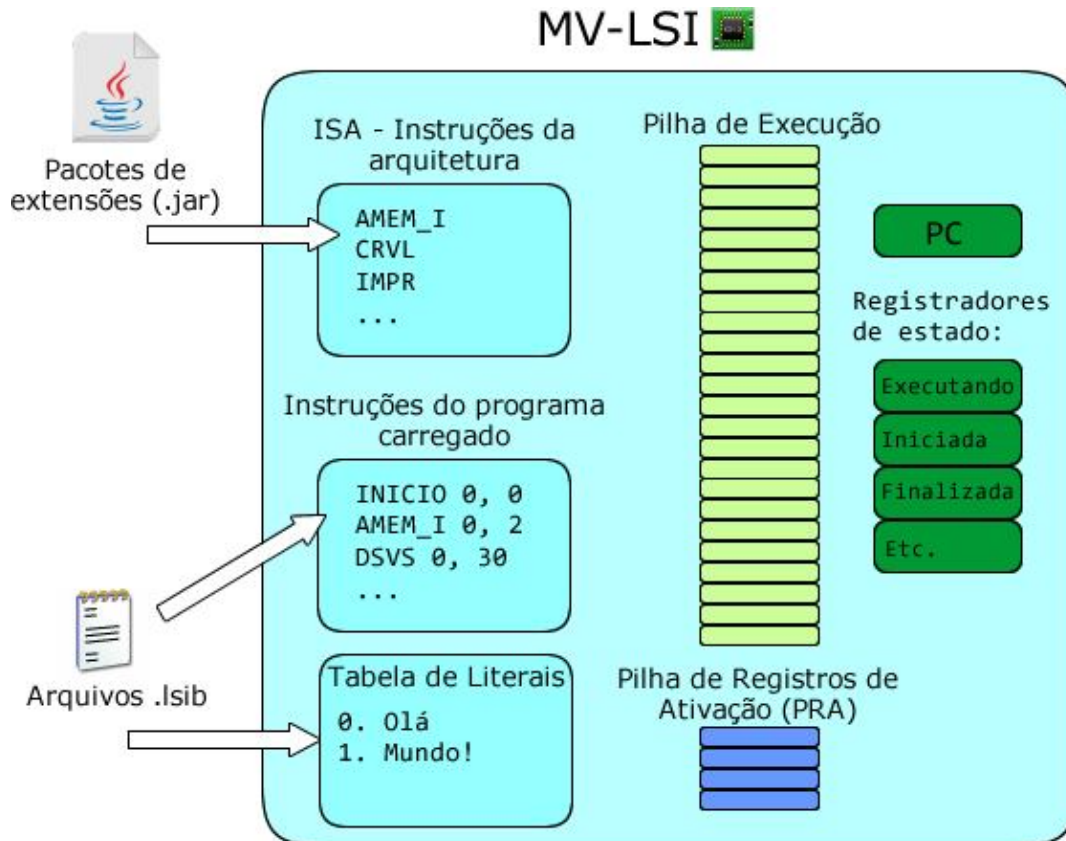 MV-LSI
Pacotes de
extensões (.jar)
ISA - Instruções da
arquitetura
AMEM_I
CRVL
IMPR
...
Instruções do programa
carregado
INICIO 0, 0
AMEM_I 0, 2
DSVS 0, 30
...
Arquivos .lsib
Tabela de Literais
0. Olá
1. Mundo!
Pilha de Execução
PC
Registradores
de estado:
Executando
Iniciada
Finalizada
Etc.
Pilha de Registros de
Ativação (PRA)